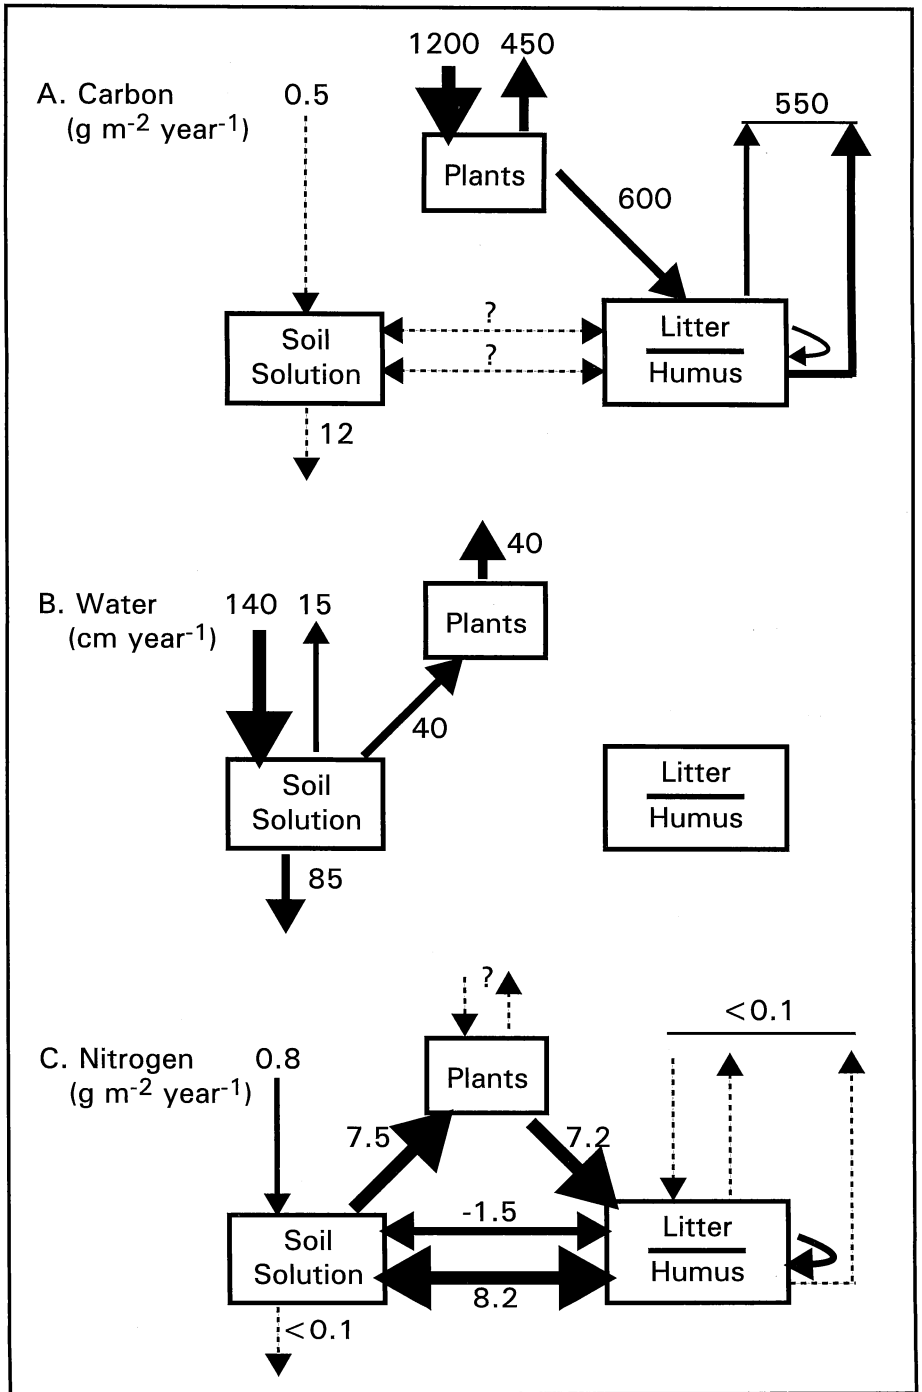 1200 450
A. Carbon
(g m-2 year-1)
0.5
550
Plants
600
?
?
Soil
Solution
Litter
Humus
12
40
B. Water
(cm year-1)
140 15
Plants
40
Soil
Solution
Litter
Humus
85
?
<0.1
C. Nitrogen
(g m-2 year-1)
0.8
Plants
7.5
7.2
-1.5
Soil
Solution
Litter
Humus
8.2
<0.1